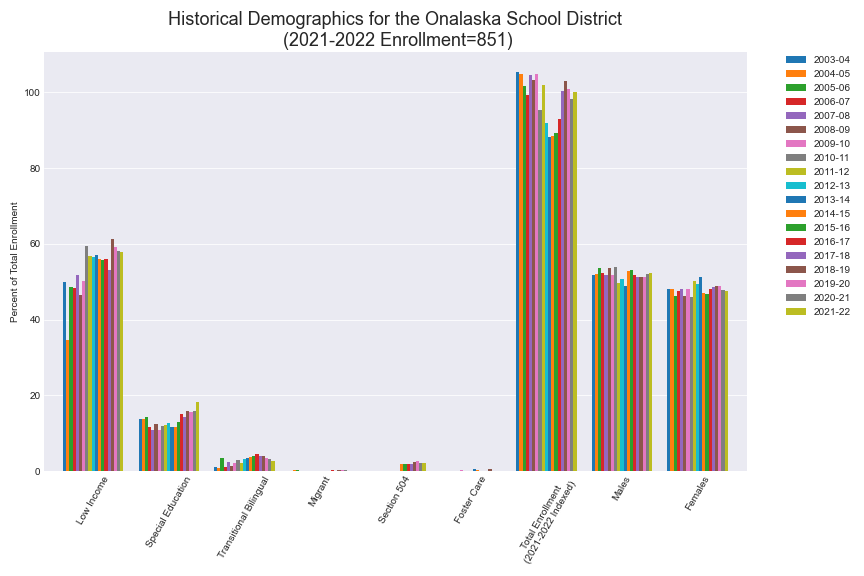 Historical Demographics for the Onalaska School District
(2021-2022 Enrollment=851)
Percent of Total Enrollment
100
80
60
40
20
0
Low Income
Special Education
Transitional Bilingual
Migrant
Section 504
Foster Care
Total Enrollment
(2021-2022 Indexed)
Males
Females
2003-04
2004-05
2005-06
2006-07
2007-08
2008-09
2009-10
2010-11
2011-12
2012-13
2013-14
2014-15
2015-16
2016-17
2017-18
2018-19
2019-20
2020-21
2021-22